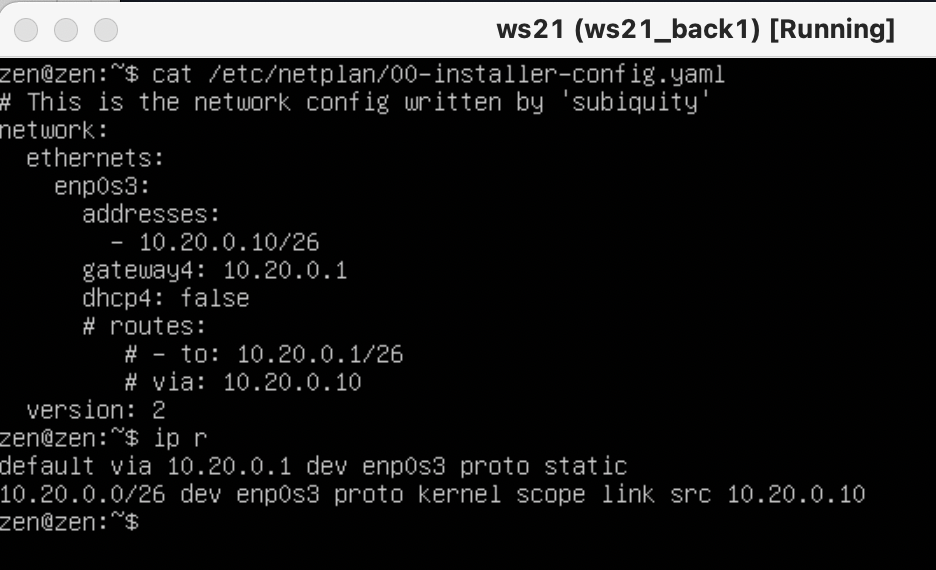 ws21 (ws21_back1) [Running]
zen@zen:~$ cat /etc/netplan/00-installer-config.yaml
# This is the network config written by 'subiquity'
network:
  ethernets:
    enp0s3:
      addresses:
        - 10.20.0.10/26
      gateway4: 10.20.0.1
      dhcp4: false
      # routes:
         # - to: 10.20.0.1/26
         # via: 10.20.0.10
  version: 2
zen@zen:~$ ip r
default via 10.20.0.1 dev enp0s3 proto static
10.20.0.0/26 dev enp0s3 proto kernel scope link src 10.20.0.10
zen@zen:~$